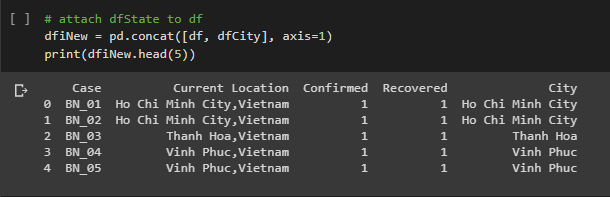 [ ] # attach dfState to df
dfiNew = pd.concat([df, dfCity], axis=1)
print(dfiNew.head(5))
Case Current Location Confirmed Recovered City
0 BN_01 Ho Chi Minh City,Vietnam 1 1 Ho Chi Minh City
1 BN_02 Ho Chi Minh City,Vietnam 1 1 Ho Chi Minh City
2 BN_03 Thanh Hoa,Vietnam 1 1 Thanh Hoa
3 BN_04 Vinh Phuc,Vietnam 1 1 Vinh Phuc
4 BN_05 Vinh Phuc,Vietnam 1 1 Vinh Phuc